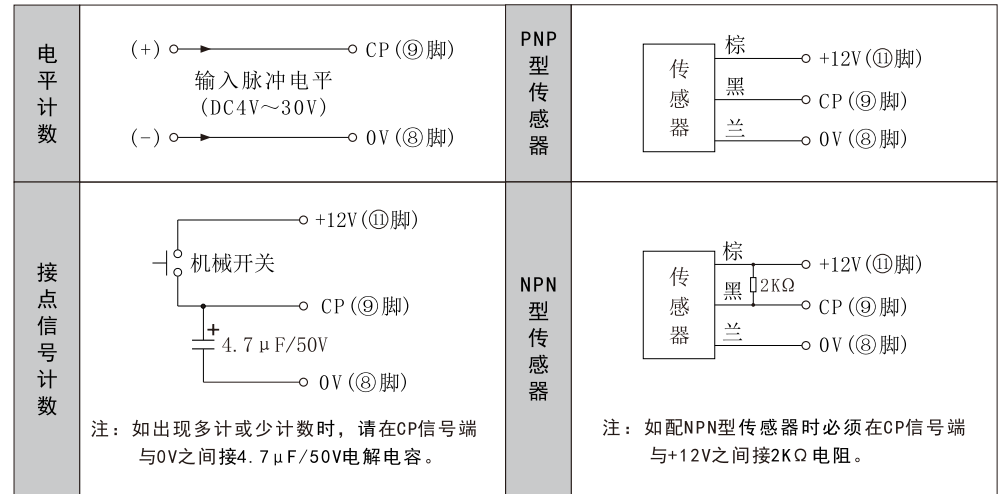 电平计数
(+) CP(⑨脚)
输入脉冲电平
(DC4V～30V)
(-) 0V(⑧脚)
PNP型传感器
传感器
棕 +12V(⑪脚)
黑 CP(⑨脚)
兰 0V(⑧脚)
接点信号计数
+12V(⑪脚)
机械开关
CP(⑨脚)
+
4.7μF/50V
0V(⑧脚)
注：如出现多计或少计数时，请在CP信号端
与0V之间接4.7μF/50V电解电容。
NPN型传感器
传感器
棕 +12V(⑪脚)
2KΩ
黑 CP(⑨脚)
兰 0V(⑧脚)
注：如配NPN型传感器时必须在CP信号端
与+12V之间接2KΩ电阻。